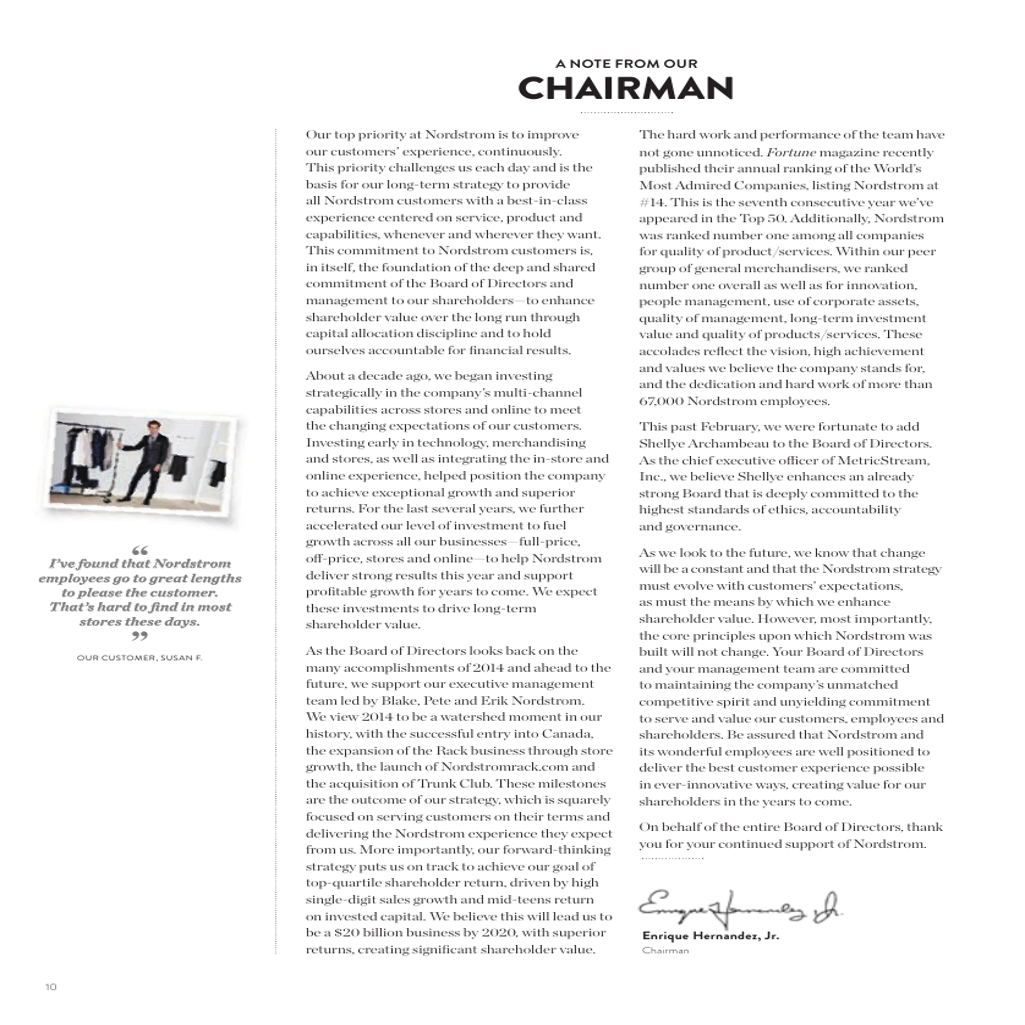 A NOTE FROM OUR
CHAIRMAN
Our top priority at Nordstrom is to improve
our customers' experience, continuously.
This priority challenges us each day and is the
basis for our long-term strategy to provide
all Nordstrom customers with a best-in-class
experience centered on service, product and
capabilities, whenever and wherever they want.
This commitment to Nordstrom customers is,
in itself, the foundation of the deep and shared
commitment of the Board of Directors and
management to our shareholders—to enhance
shareholder value over the long run through
capital allocation discipline and to hold
ourselves accountable for financial results.
About a decade ago, we began investing
strategically in the company's multi-channel
capabilities across stores and online to meet
the changing expectations of our customers.
Investing early in technology, merchandising
and stores, as well as integrating the in-store and
online experience, helped position the company
to achieve exceptional growth and superior
returns. For the last several years, we further
accelerated our level of investment to fuel
growth across all our businesses—full-price,
off-price, stores and online—to help Nordstrom
deliver strong results this year and support
profitable growth for years to come. We expect
these investments to drive long-term
shareholder value.
As the Board of Directors looks back on the
many accomplishments of 2014 and ahead to the
future, we support our executive management
team led by Blake, Pete and Erik Nordstrom.
We view 2014 to be a watershed moment in our
history, with the successful entry into Canada,
the expansion of the Rack business through store
growth, the launch of Nordstromrack.com and
the acquisition of Trunk Club. These milestones
are the outcome of our strategy, which is squarely
focused on serving customers on their terms and
delivering the Nordstrom experience they expect
from us. More importantly, our forward-thinking
strategy puts us on track to achieve our goal of
top-quartile shareholder return, driven by high
single-digit sales growth and mid-teens return
on invested capital. We believe this will lead us to
be a $20 billion business by 2020, with superior
returns, creating significant shareholder value.
The hard work and performance of the team have
not gone unnoticed. Fortune magazine recently
published their annual ranking of the World's
Most Admired Companies, listing Nordstrom at
#14. This is the seventh consecutive year we've
appeared in the Top 50. Additionally, Nordstrom
was ranked number one among all companies
for quality of product/services. Within our peer
group of general merchandisers, we ranked
number one overall as well as for innovation,
people management, use of corporate assets,
quality of management, long-term investment
value and quality of products/services. These
accolades reflect the vision, high achievement
and values we believe the company stands for,
and the dedication and hard work of more than
67,000 Nordstrom employees.
This past February, we were fortunate to add
Shellye Archambeau to the Board of Directors.
As the chief executive officer of MetricStream,
Inc., we believe Shellye enhances an already
strong Board that is deeply committed to the
highest standards of ethics, accountability
and governance.
As we look to the future, we know that change
will be a constant and that the Nordstrom strategy
must evolve with customers' expectations,
as must the means by which we enhance
shareholder value. However, most importantly,
the core principles upon which Nordstrom was
built will not change. Your Board of Directors
and your management team are committed
to maintaining the company's unmatched
competitive spirit and unyielding commitment
to serve and value our customers, employees and
shareholders. Be assured that Nordstrom and
its wonderful employees are well positioned to
deliver the best customer experience possible
in ever-innovative ways, creating value for our
shareholders in the years to come.
On behalf of the entire Board of Directors, thank
you for your continued support of Nordstrom.
Enrique Hernandez Jr.
Enrique Hernandez, Jr.
Chairman
“
I've found that Nordstrom
employees go to great lengths
to please the customer.
That's hard to find in most
stores these days.
”
OUR CUSTOMER, SUSAN F.
10